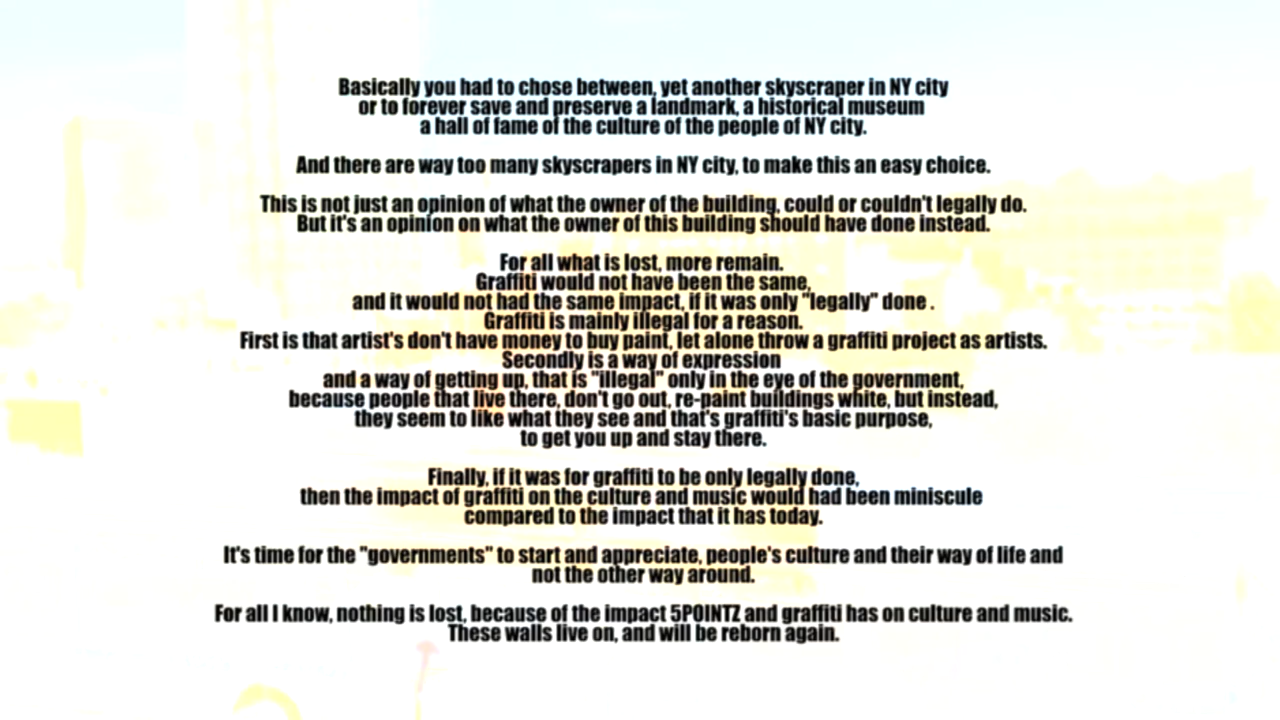 Basically you had to chose between, yet another skyscraper in NY city
or to forever save and preserve a landmark, a historical museum
a hall of fame of the culture of the people of NY city.
And there are way too many skyscrapers in NY city, to make this an easy choice.
This is not just an opinion of what the owner of the building, could or couldn't legally do.
But it's an opinion on what the owner of this building should have done instead.
For all what is lost, more remain.
Graffiti would not have been the same,
and it would not had the same impact, if it was only "legally" done .
Graffiti is mainly illegal for a reason.
First is that artist's don't have money to buy paint, let alone throw a graffiti project as artists.
Secondly is a way of expression
and a way of getting up, that is "illegal" only in the eye of the government,
because people that live there, don't go out, re-paint buildings white, but instead,
they seem to like what they see and that's graffiti's basic purpose,
to get you up and stay there.
Finally, if it was for graffiti to be only legally done,
then the impact of graffiti on the culture and music would had been miniscule
compared to the impact that it has today.
It's time for the "governments" to start and appreciate, people's culture and their way of life and
not the other way around.
For all I know, nothing is lost, because of the impact 5POINTZ and graffiti has on culture and music.
These walls live on, and will be reborn again.